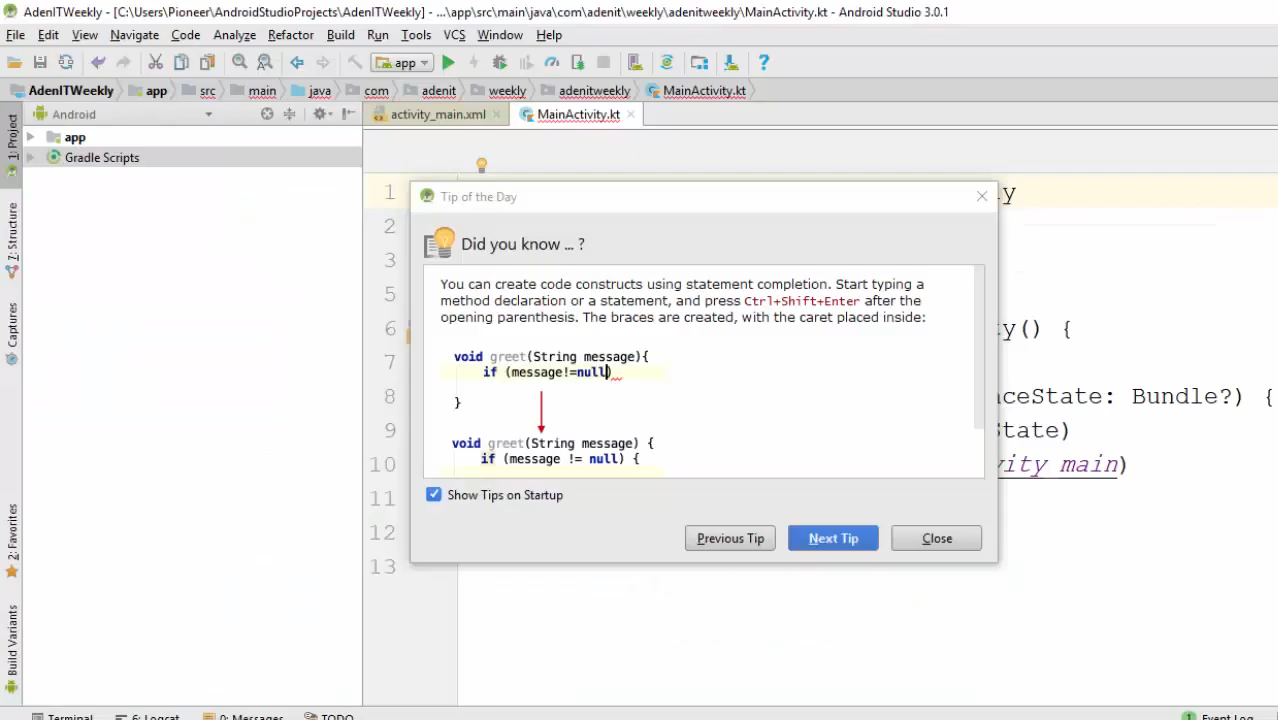 AdenITWeekly - [C:\Users\Pioneer\AndroidStudioProjects\AdenITWeekly] - ...\app\src\main\java\com\adenit\weekly\adenitweekly\MainActivity.kt - Android Studio 3.0.1
File Edit View Navigate Code Analyze Refactor Build Run Tools VCS Window Help
app
AdenITWeekly app src main java com adenit weekly adenitweekly MainActivity.kt
Android
activity_main.xml
MainActivity.kt
1: Project
7: Structure
Captures
2: Favorites
Build Variants
app
Gradle Scripts
1
2
3
4
6
7
8
9
10
11
12
13
y() {
ceState: Bundle?) {
State)
vity_main)
Tip of the Day
Did you know ... ?
You can create code constructs using statement completion. Start typing a
method declaration or a statement, and press Ctrl+Shift+Enter after the
opening parenthesis. The braces are created, with the caret placed inside:
void greet(String message){
if (message!=null)
}
void greet(String message) {
if (message != null) {
Show Tips on Startup
Previous Tip
Next Tip
Close
Terminal 6: Logcat 0: Messages TODO Event Log